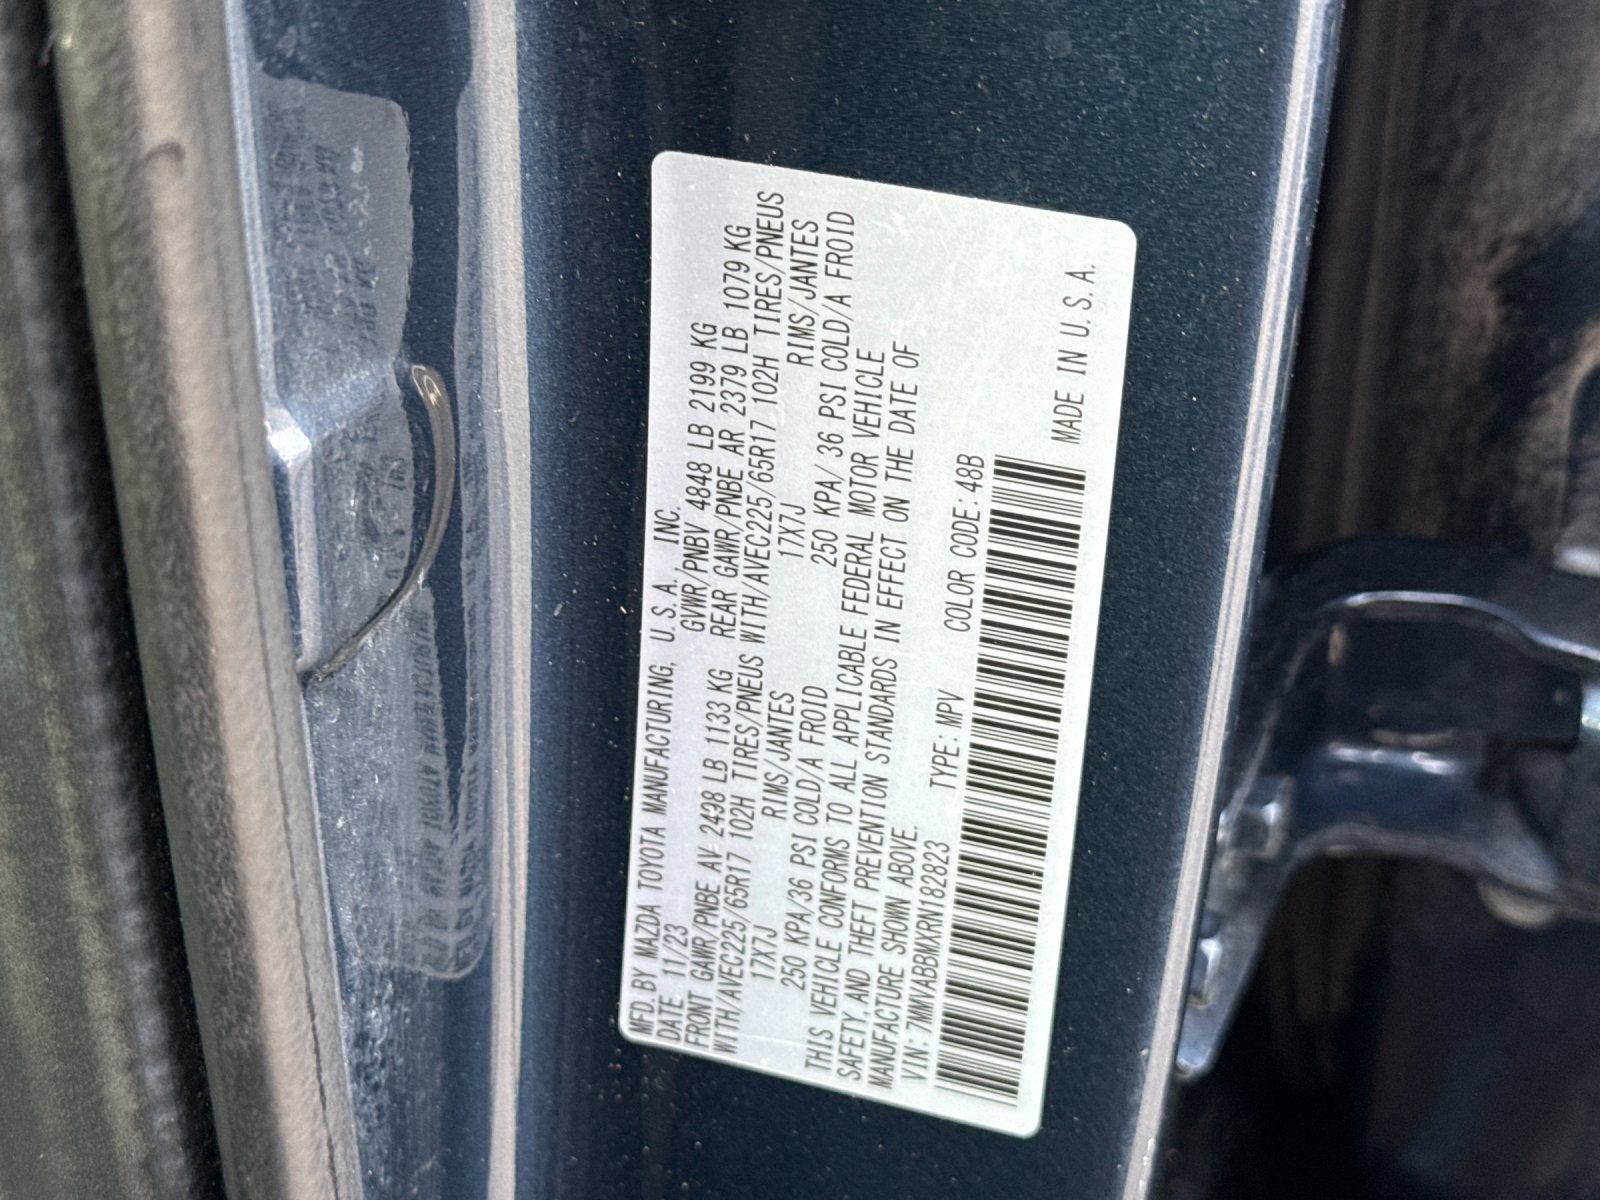 MFD. BY MAZDA TOYOTA MANUFACTURING, U. S. A. INC.
DATE. 11/23 GVWR/PNBV 4848 LB 2199 KG
FRONT GAWR/PNBE AV 2438 LB 1133 KG REAR GAWR/PNBE AR 2379 LB 1079 KG
WITH/AVEC225/65R17 102H TIRES/PNEUS WITH/AVEC225/65R17 102H TIRES/PNEUS
17X7J RIMS/JANTES 17X7J RIMS/JANTES
250 KPA/36 PSI COLD/A FROID 250 KPA/ 36 PSI COLD/A FROID
THIS VEHICLE CONFORMS TO ALL APPLICABLE FEDERAL MOTOR VEHICLE
SAFETY, AND THEFT PREVENTION STANDARDS IN EFFECT ON THE DATE OF
MANUFACTURE SHOWN ABOVE.
VIN: 7MMVABBMXRN182823 TYPE: MPV COLOR CODE: 48B
MADE IN U. S. A.